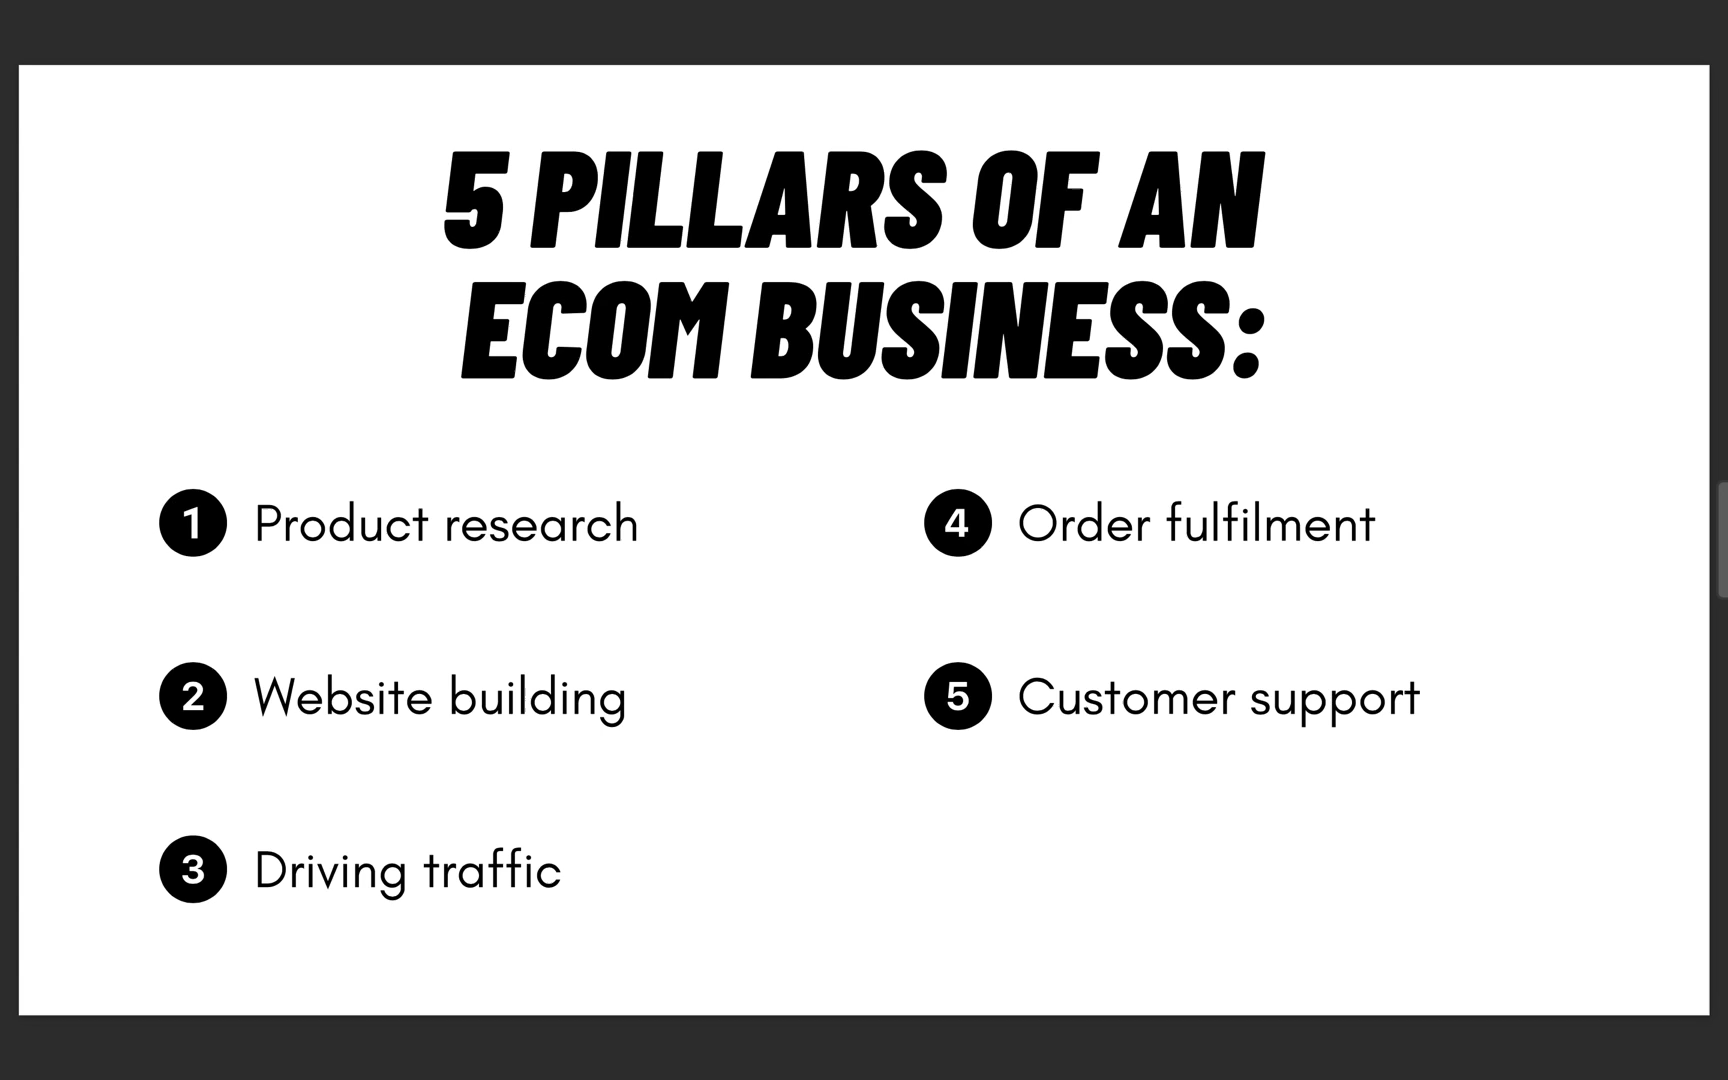 5 PILLARS OF AN
ECOM BUSINESS:
1 Product research
2 Website building
3 Driving traffic
4 Order fulfilment
5 Customer support